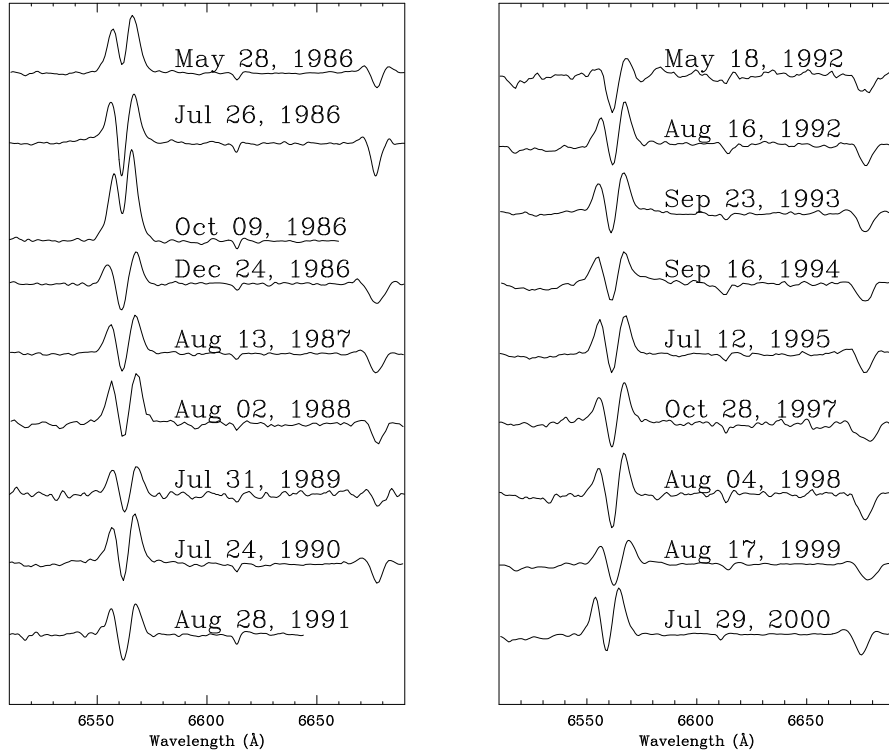 May 28, 1986
Jul 26, 1986
Oct 09, 1986
Dec 24, 1986
Aug 13, 1987
Aug 02, 1988
Jul 31, 1989
Jul 24, 1990
Aug 28, 1991
6550 6600 6650
Wavelength (Å)
May 18, 1992
Aug 16, 1992
Sep 23, 1993
Sep 16, 1994
Jul 12, 1995
Oct 28, 1997
Aug 04, 1998
Aug 17, 1999
Jul 29, 2000
6550 6600 6650
Wavelength (Å)